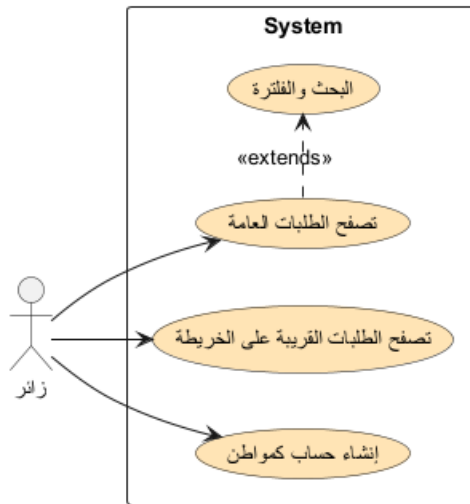 System
البحث والفلترة
«extends»
تصفح الطلبات العامة
تصفح الطلبات القريبة على الخريطة
زائر
إنشاء حساب كمواطن